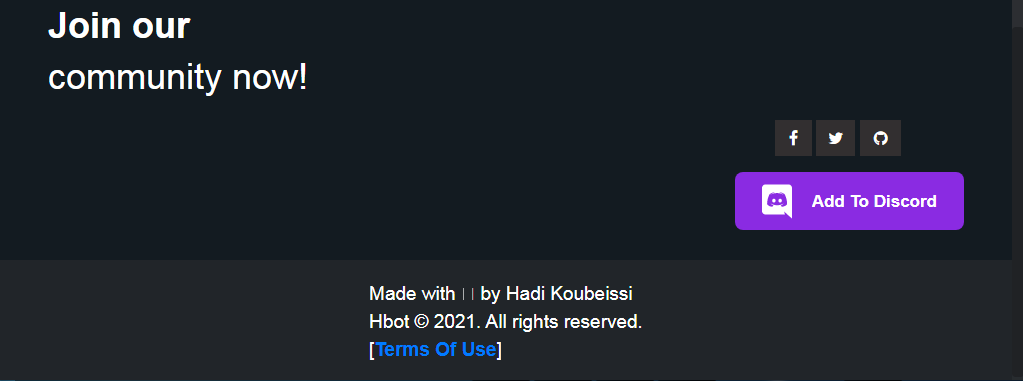 Join our
community now!
Add To Discord
Made with by Hadi Koubeissi
Hbot © 2021. All rights reserved.
[Terms Of Use]